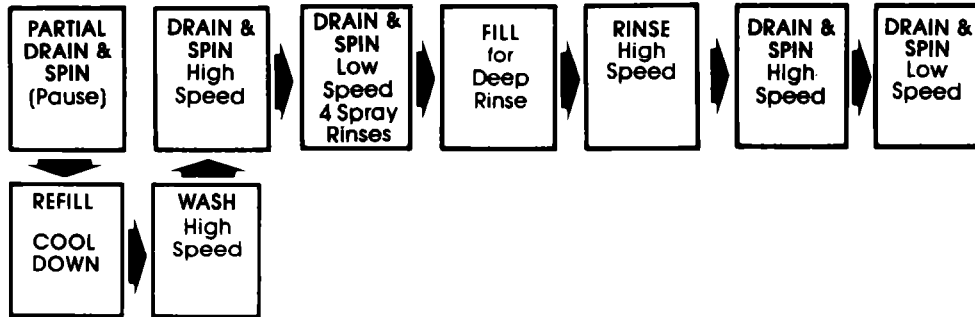 PARTIAL
DRAIN &
SPIN
(Pause)
REFILL
COOL
DOWN
WASH
High
Speed
DRAIN &
SPIN
High
Speed
DRAIN &
SPIN
Low
Speed
4 Spray
Rinses
FILL
for
Deep
Rinse
RINSE
High
Speed
DRAIN &
SPIN
High
Speed
DRAIN &
SPIN
Low
Speed